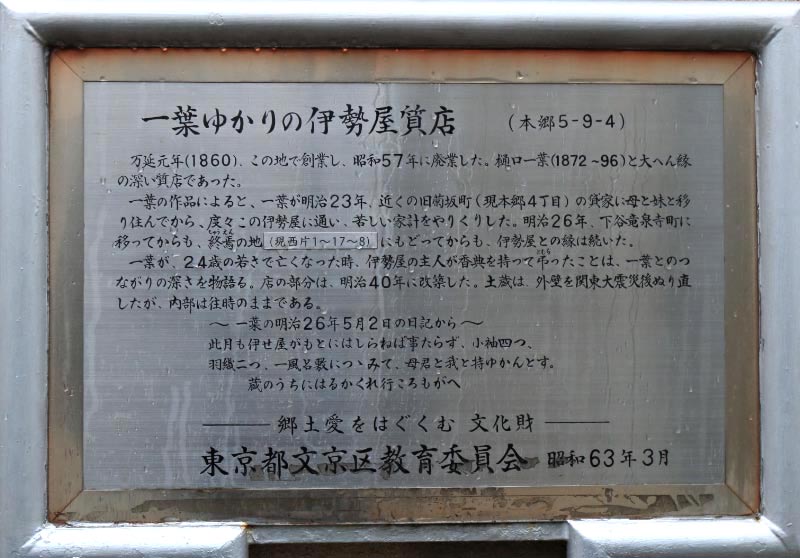 一葉ゆかりの伊勢屋質店 (本郷5-9-4)
万延元年(1860)、この地で創業し、昭和57年に廃業した。樋口一葉(1872~96)と大へん縁
の深い質店であった。
一葉の作品によると、一葉が明治23年、近くの旧菊坂町(現本郷4丁目)の貸家に母と妹と移
り住んでから、度々この伊勢屋に通い、苦しい家計をやりくりした。明治26年、下谷竜泉寺町に
移ってからも、終焉の地(現西片1~17~8)にもどってからも、伊勢屋との縁は続いた。
一葉が、24歳の若さで亡くなった時、伊勢屋の主人が香典を持って弔ったことは、一葉とのつ
ながりの深さを物語る。店の部分は、明治40年に改築した。土蔵は、外壁を関東大震災後ぬり直
したが、内部は往時のままである。
~一葉の明治26年5月2日の日記から~
此月も伊せ屋がもとにはしらねば事たらず、小袖四つ、
羽織二つ、一風呂敷につゝみて、母君と我と持ゆかんとす。
蔵のうちにはるかくれ行ころもがへ
郷土愛をはぐくむ 文化財
東京都文京区教育委員会 昭和63年3月